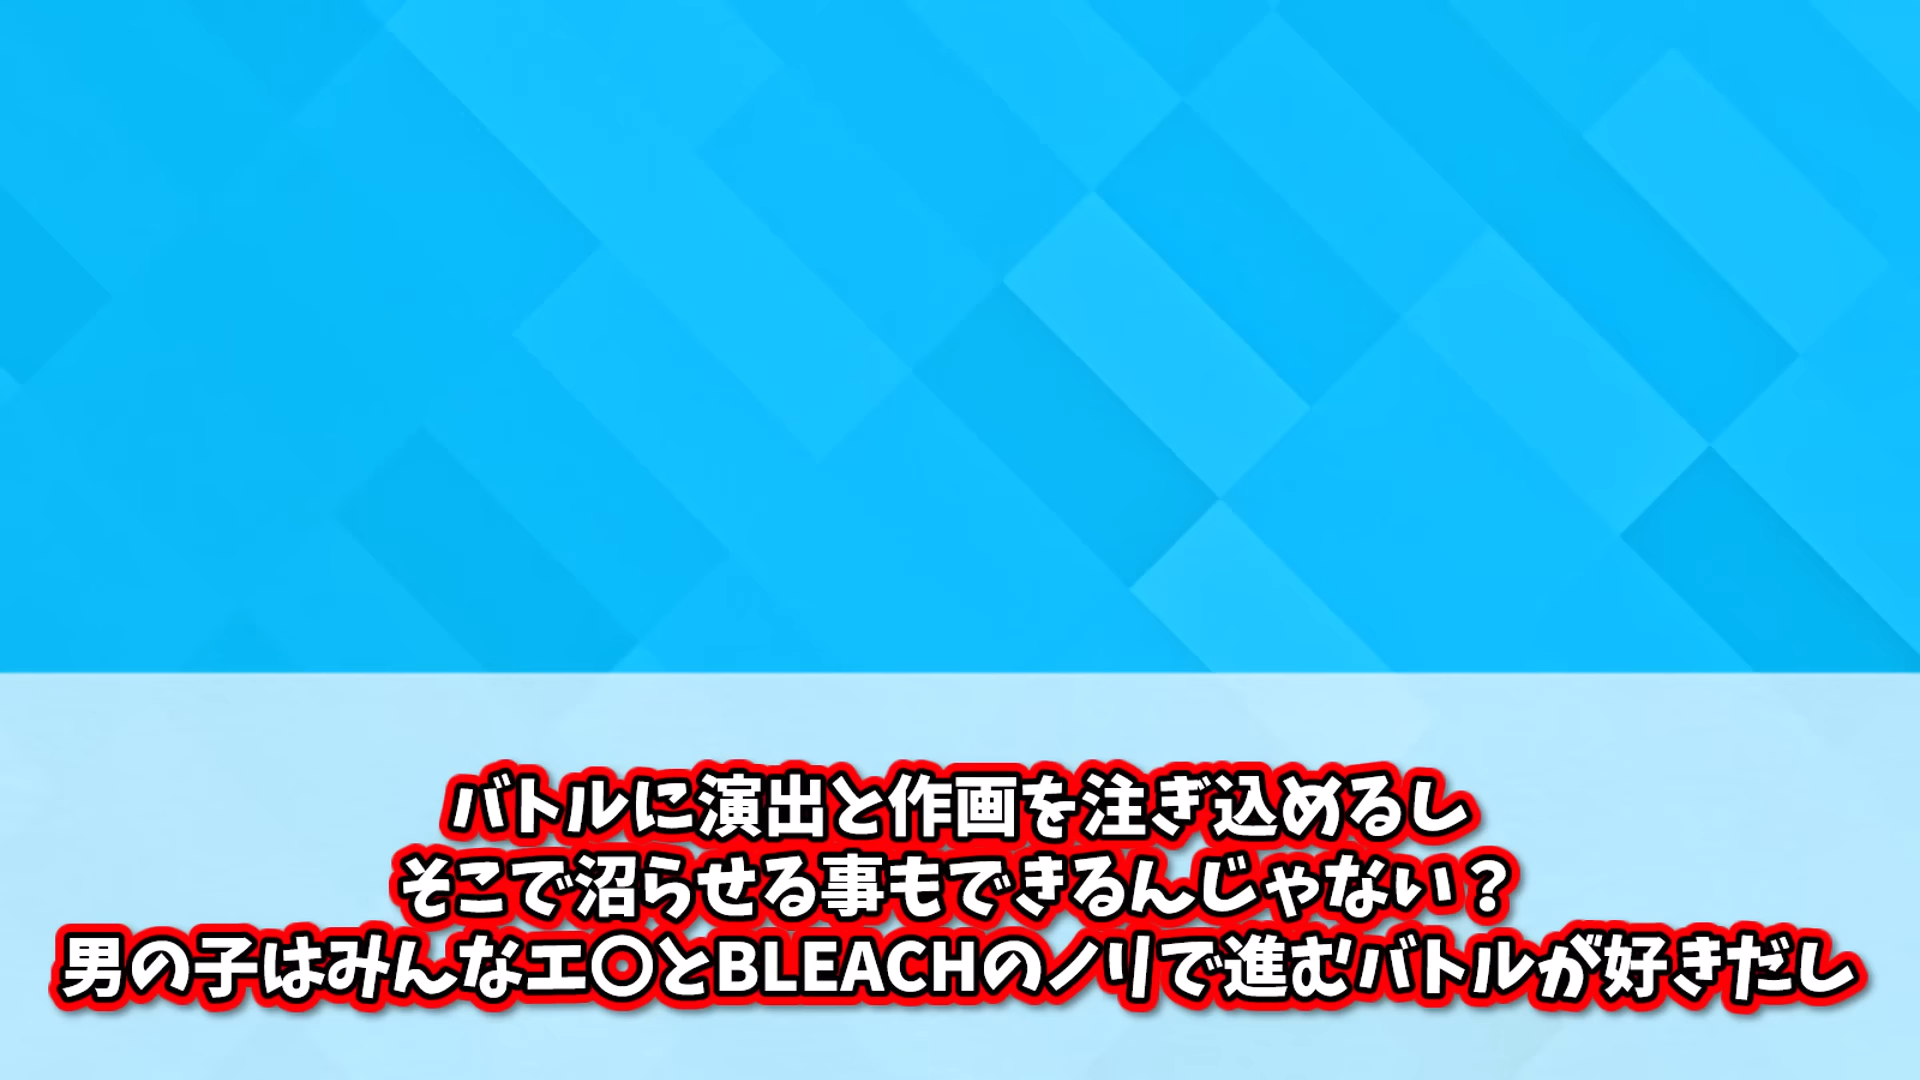 バトルに演出と作画を注ぎ込めるし
そこで沼らせる事もできるんじゃない？
男の子はみんなエ〇とBLEACHのノリで進むバトルが好きだし